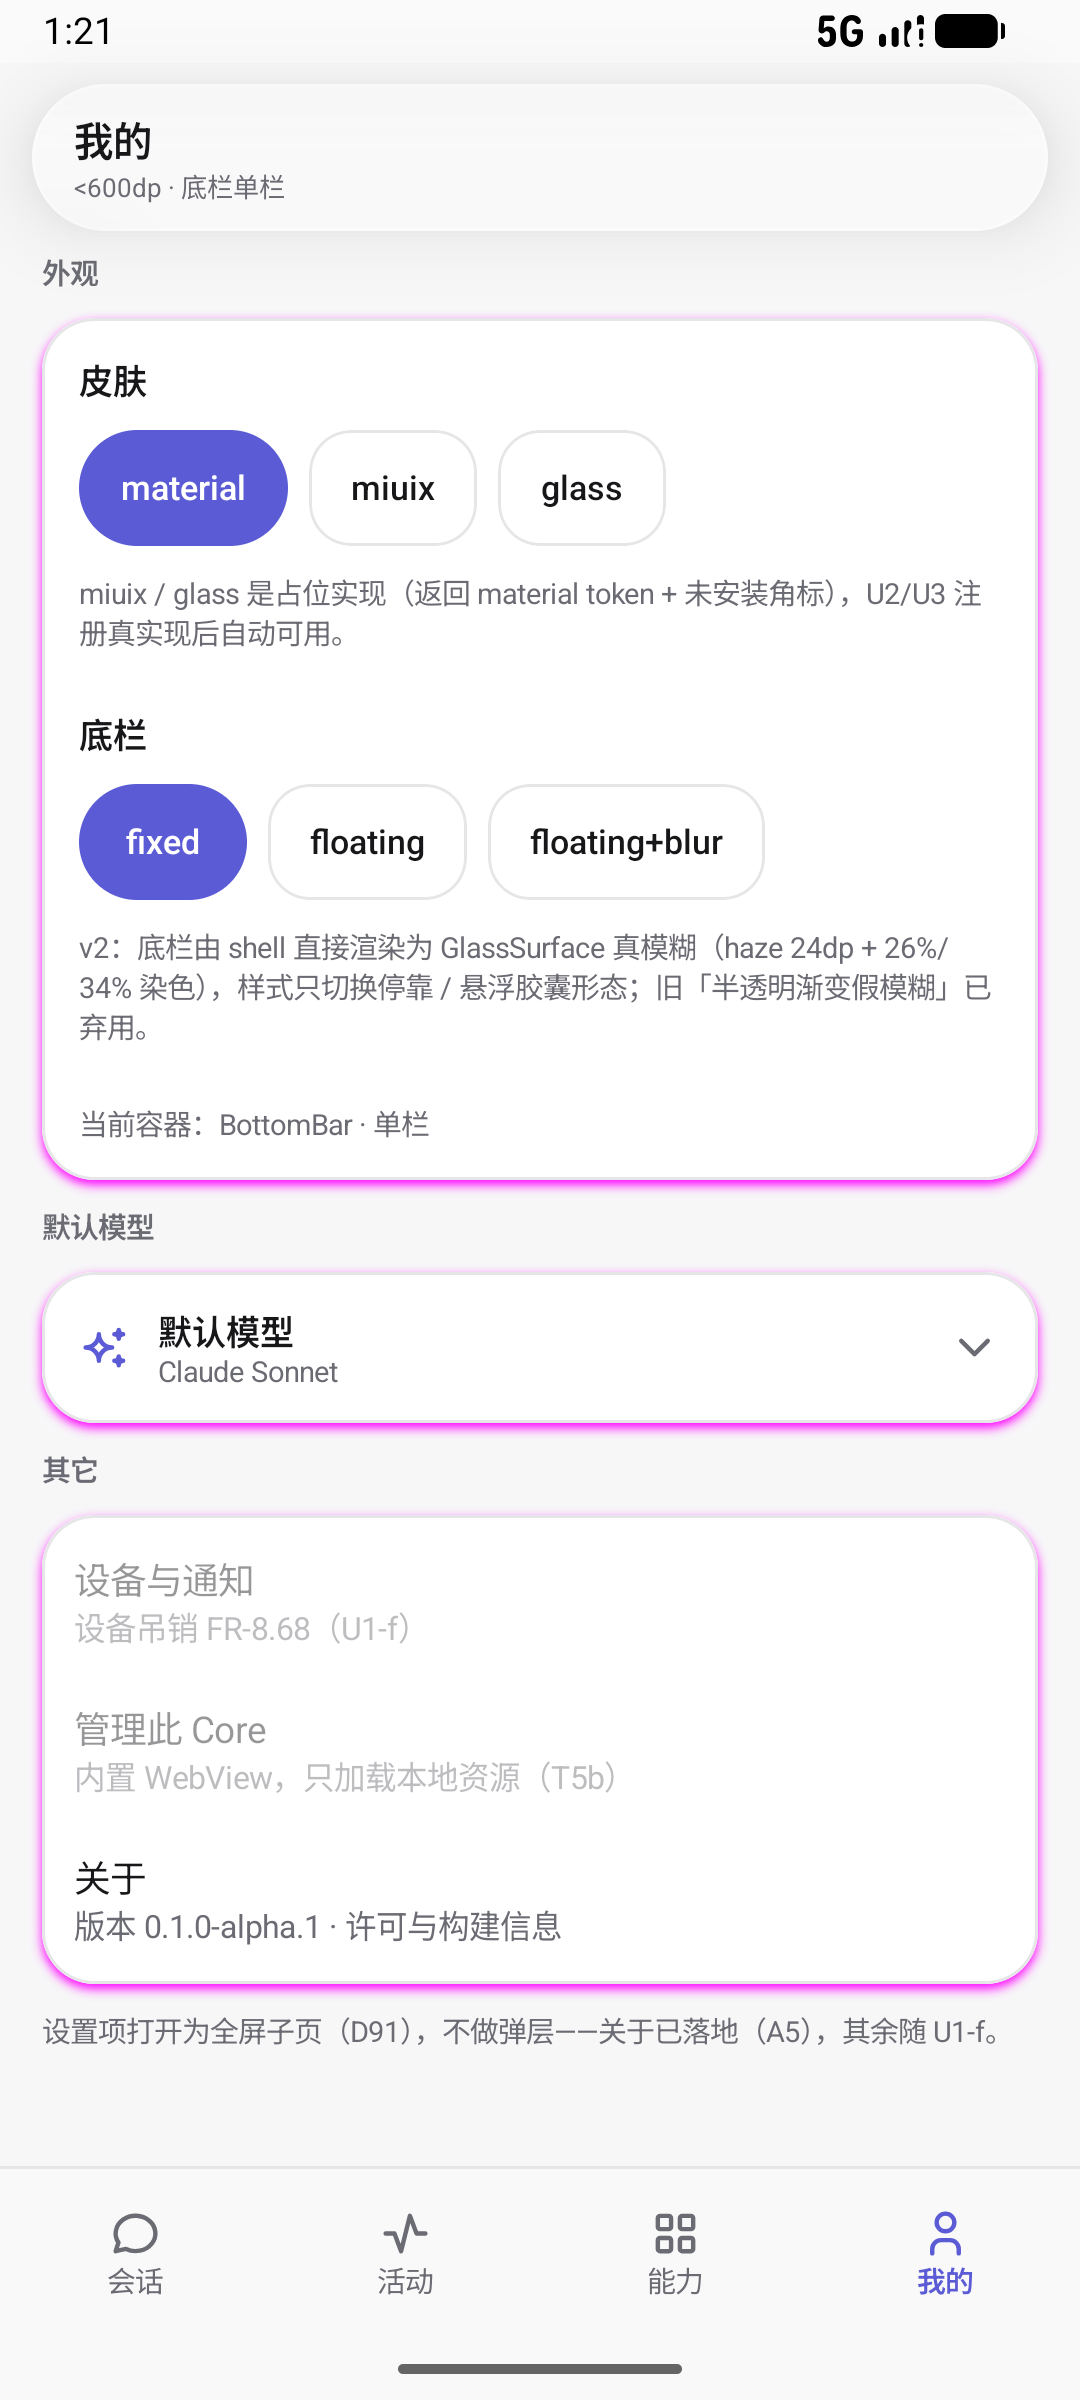 1:21
5G
我的
<600dp · 底栏单栏
外观
皮肤
material
miuix
glass
miuix / glass 是占位实现（返回 material token + 未安装角标），U2/U3 注
册真实现后自动可用。
底栏
fixed
floating
floating+blur
v2：底栏由 shell 直接渲染为 GlassSurface 真模糊（haze 24dp + 26%/
34% 染色），样式只切换停靠 / 悬浮胶囊形态；旧「半透明渐变假模糊」已
弃用。
当前容器：BottomBar · 单栏
默认模型
默认模型
Claude Sonnet
其它
设备与通知
设备吊销 FR-8.68（U1-f）
管理此 Core
内置 WebView，只加载本地资源（T5b）
关于
版本 0.1.0-alpha.1 · 许可与构建信息
设置项打开为全屏子页（D91），不做弹层——关于已落地（A5），其余随 U1-f。
会话
活动
能力
我的